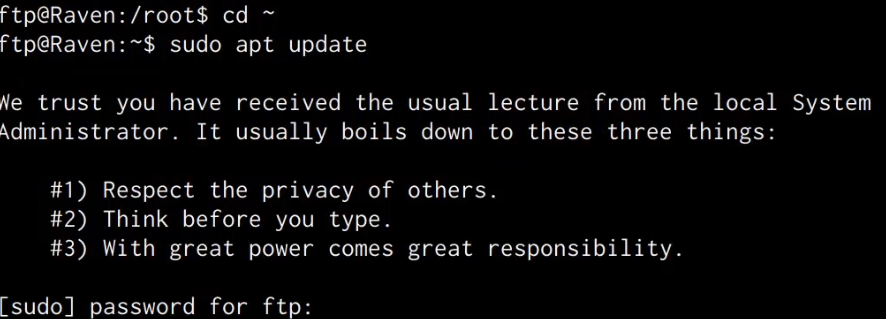 ftp@Raven:/root$ cd ~
ftp@Raven:~$ sudo apt update
We trust you have received the usual lecture from the local System
Administrator. It usually boils down to these three things:
#1) Respect the privacy of others.
#2) Think before you type.
#3) With great power comes great responsibility.
[sudo] password for ftp: